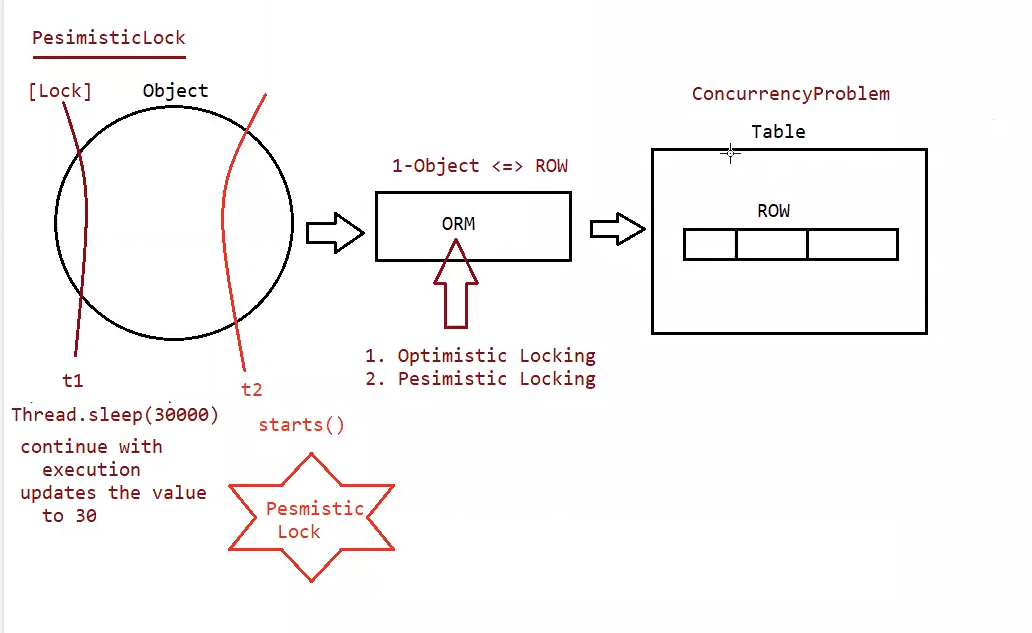 PesimisticLock
[Lock]
Object
ConcurrencyProblem
Table
1-Object <=> ROW
ORM
ROW
1. Optimistic Locking
2. Pesimistic Locking
t1
t2
Thread.sleep(30000)
starts()
continue with
execution
updates the value
to 30
Pesmistic
Lock